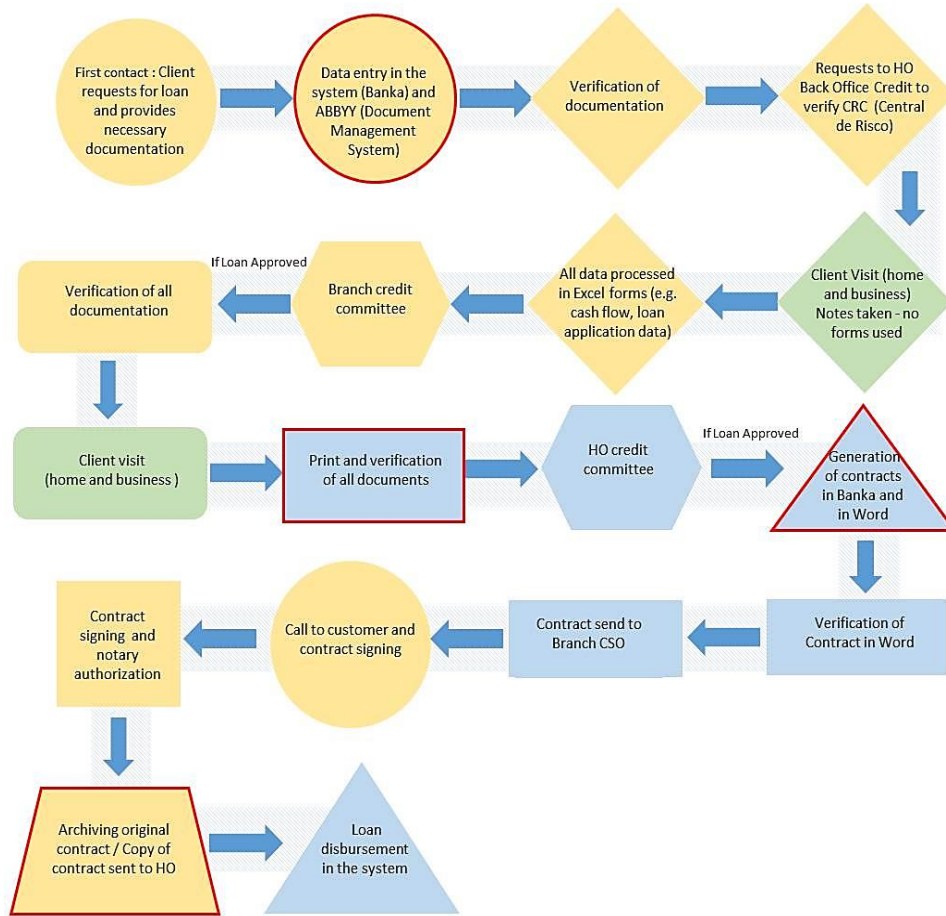 First contact : Client
requests for loan
and provides
necessary
documentation
Data entry in the
system (Banka) and
ABBYY (Document
Management
System)
Verification of
documentation
Requests to HO
Back Office Credit to
verify CRC (Central
de Risco)
Verification of all
documentation
If Loan Approved
Branch credit
committee
All data processed
in Excel forms (e.g.
cash flow, loan
application data)
Client Visit (home
and business)
Notes taken - no
forms used
Client visit
(home and business )
Print and verification
of all documents
HO credit
committee
If Loan Approved
Generation
of contracts
in Banka and
in Word
Contract
signing and
notary
authorization
Call to customer and
contract signing
Contract send to
Branch CSO
Verification of
Contract in Word
Archiving original
contract / Copy of
contract sent to HO
Loan
disbursement
in the system